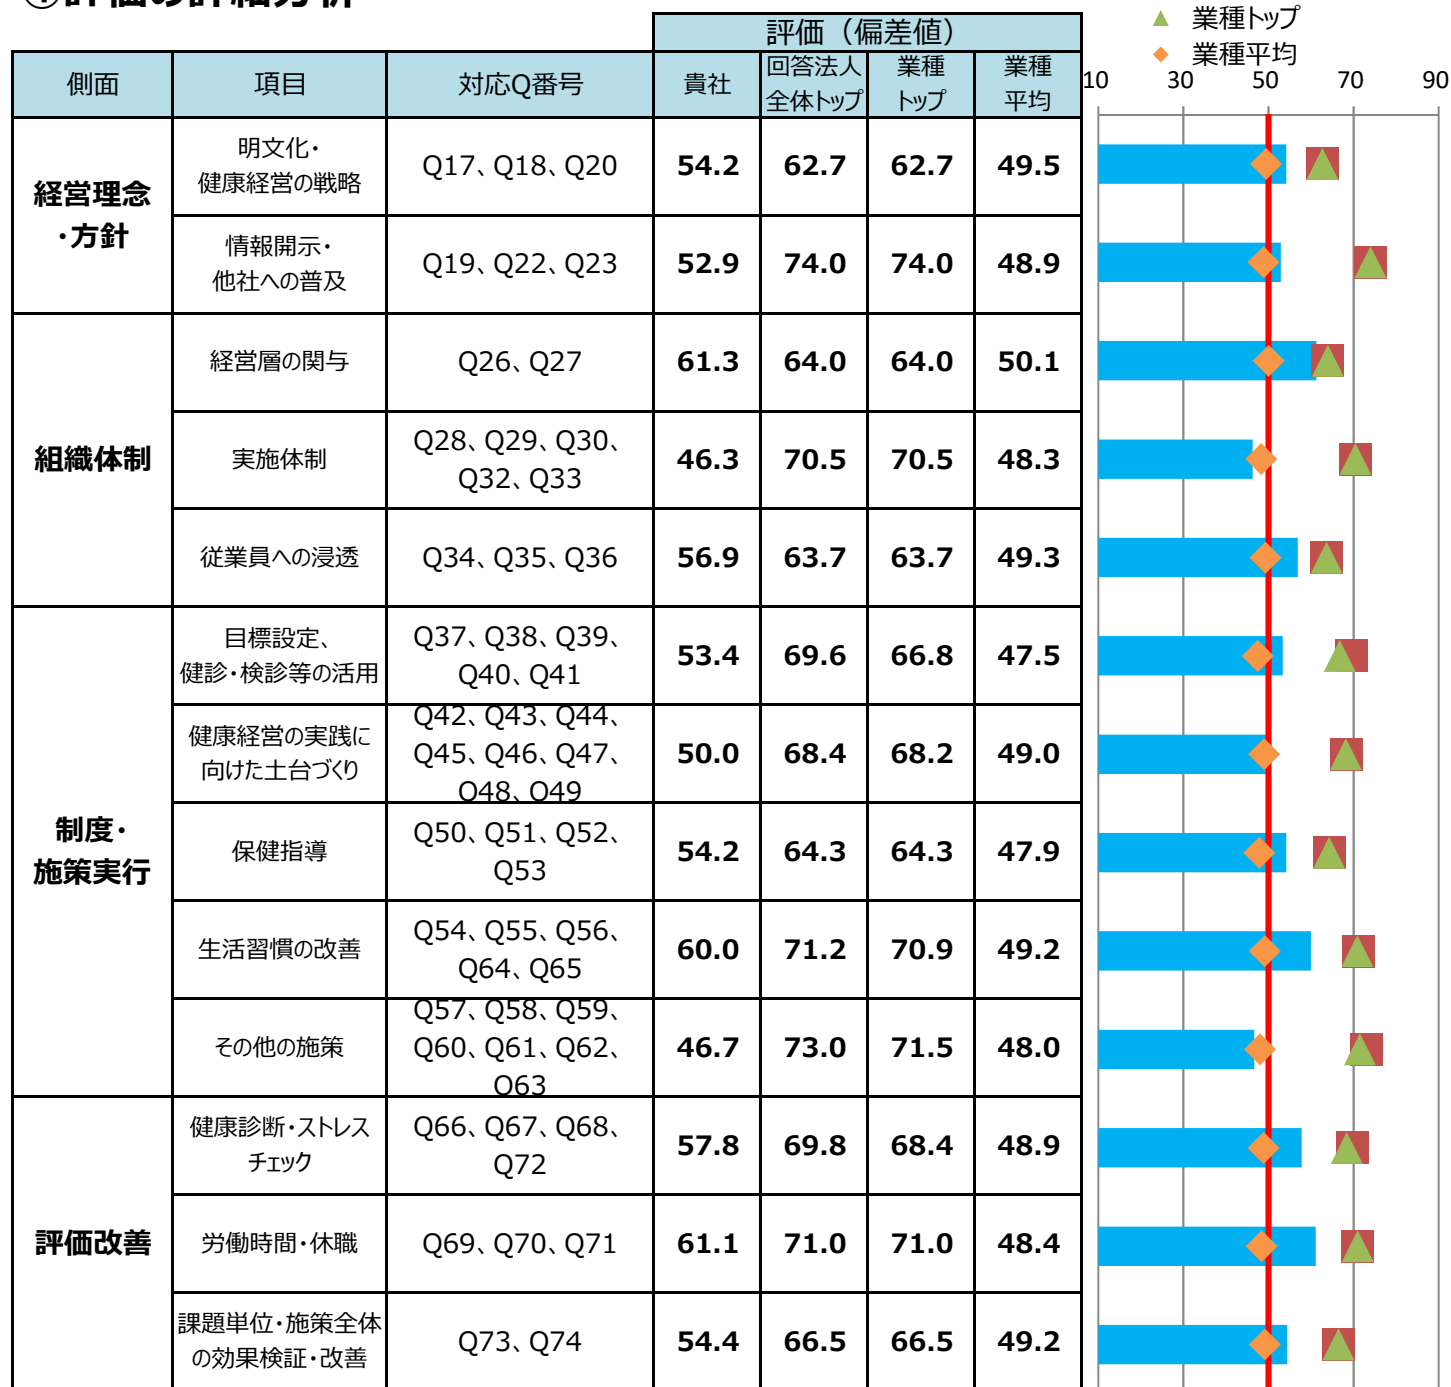 ①評価の詳細分析
▲ 業種トップ
◆ 業種平均
評価（偏差値）
側面 項目 対応Q番号 貴社 回答法人 全体トップ 業種 トップ 業種 平均
10 30 50 70 90
経営理念
・方針
明文化・
健康経営の戦略
Q17、Q18、Q20
54.2 62.7 62.7 49.5
情報開示・
他社への普及
Q19、Q22、Q23
52.9 74.0 74.0 48.9
組織体制
経営層の関与
Q26、Q27
61.3 64.0 64.0 50.1
実施体制
Q28、Q29、Q30、
Q32、Q33
46.3 70.5 70.5 48.3
従業員への浸透
Q34、Q35、Q36
56.9 63.7 63.7 49.3
制度・
施策実行
目標設定、
健診・検診等の活用
Q37、Q38、Q39、
Q40、Q41
53.4 69.6 66.8 47.5
健康経営の実践に
向けた土台づくり
Q42、Q43、Q44、
Q45、Q46、Q47、
Q48、Q49
50.0 68.4 68.2 49.0
保健指導
Q50、Q51、Q52、
Q53
54.2 64.3 64.3 47.9
生活習慣の改善
Q54、Q55、Q56、
Q64、Q65
60.0 71.2 70.9 49.2
その他の施策
Q57、Q58、Q59、
Q60、Q61、Q62、
Q63
46.7 73.0 71.5 48.0
評価改善
健康診断・ストレス
チェック
Q66、Q67、Q68、
Q72
57.8 69.8 68.4 48.9
労働時間・休職
Q69、Q70、Q71
61.1 71.0 71.0 48.4
課題単位・施策全体
の効果検証・改善
Q73、Q74
54.4 66.5 66.5 49.2